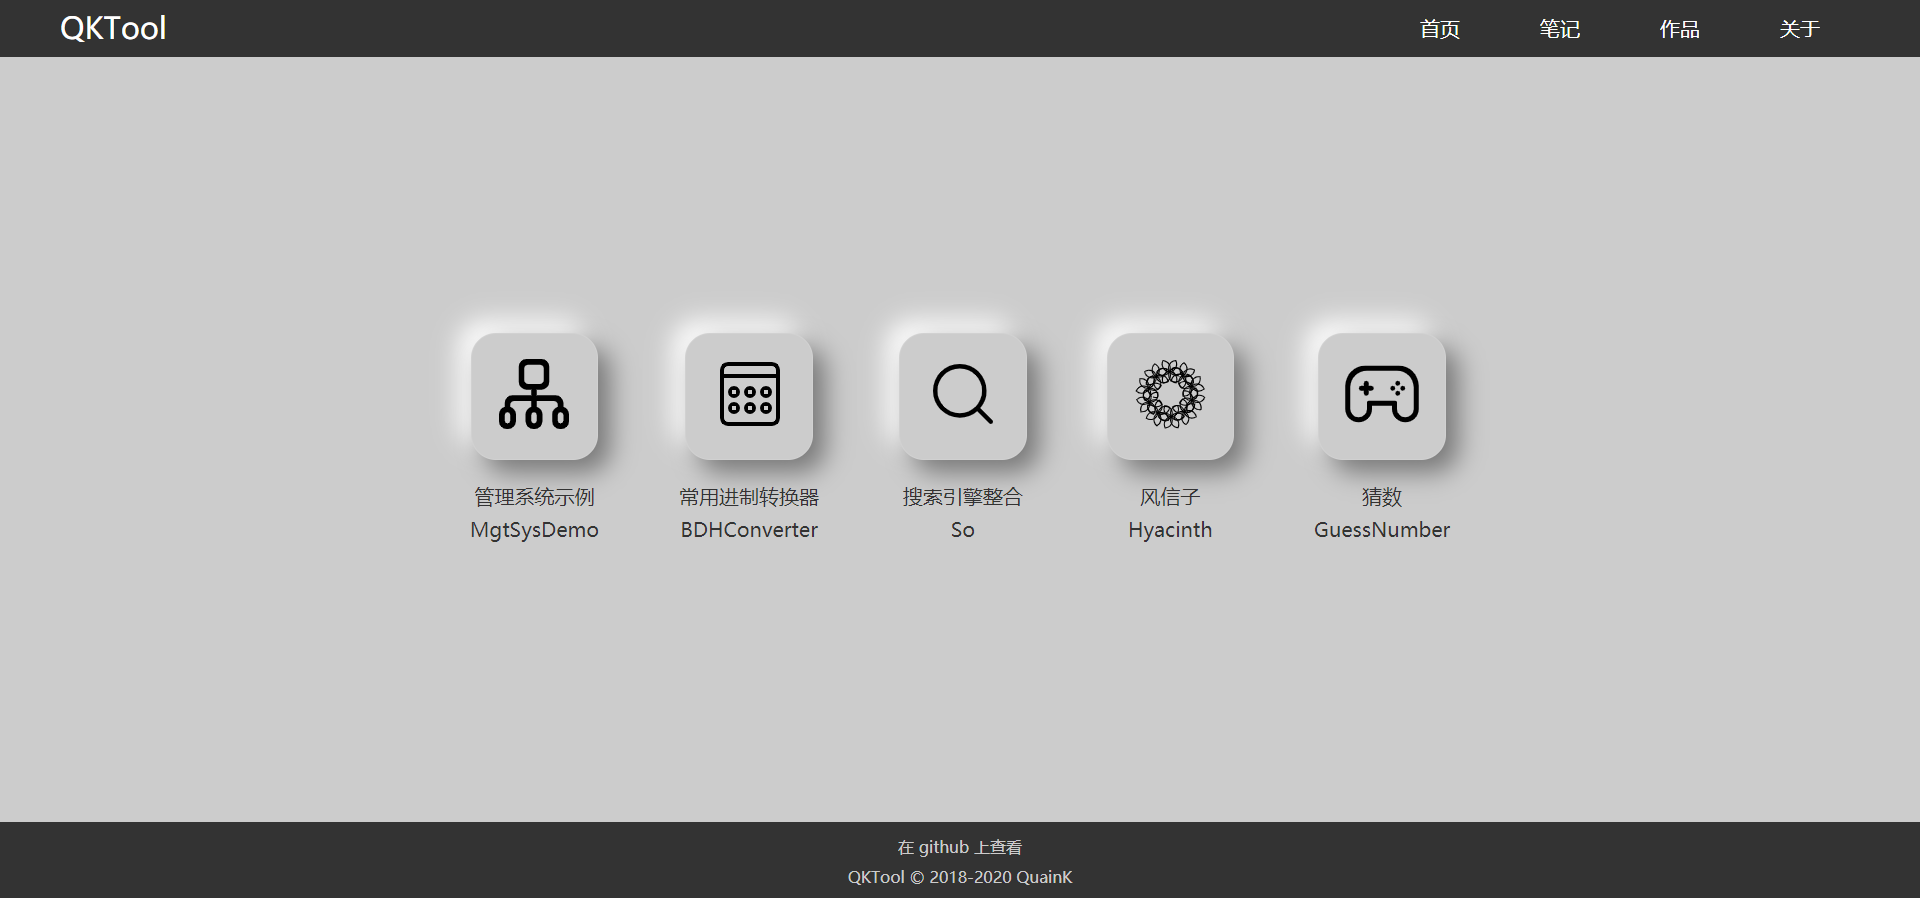 QKTool
首页
笔记
作品
关于
管理系统示例
MgtSysDemo
常用进制转换器
BDHConverter
搜索引擎整合
So
风信子
Hyacinth
猜数
GuessNumber
在 github 上查看
QKTool © 2018-2020 QuainK